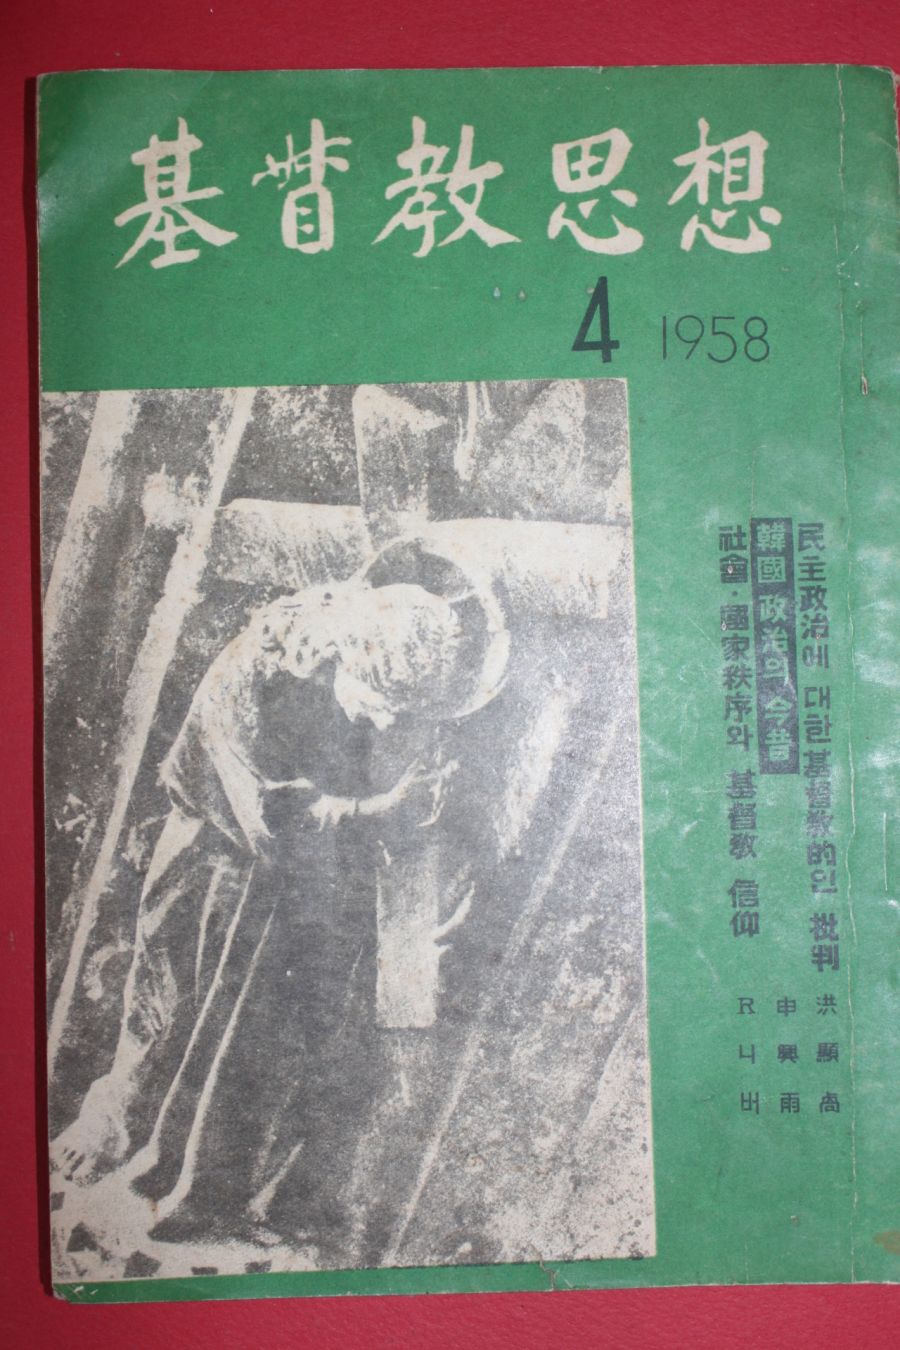 基督教思想
4 1958
民主政治에 대한 基督教的인 批判 洪顯卨
韓國政治의 今昔 申興雨
社會·國家秩序와 基督教 信仰 R 니버